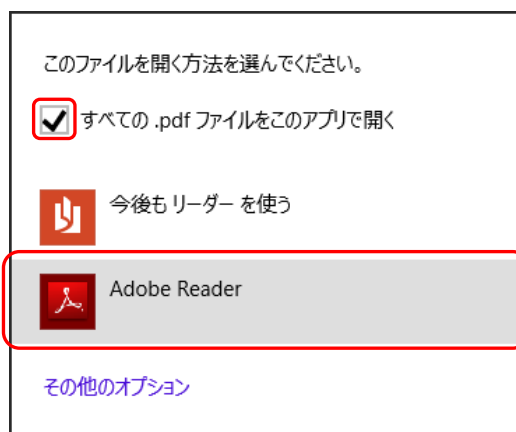 このファイルを開く方法を選んでください。
すべての .pdf ファイルをこのアプリで開く
今後も リーダー を使う
Adobe Reader
その他のオプション